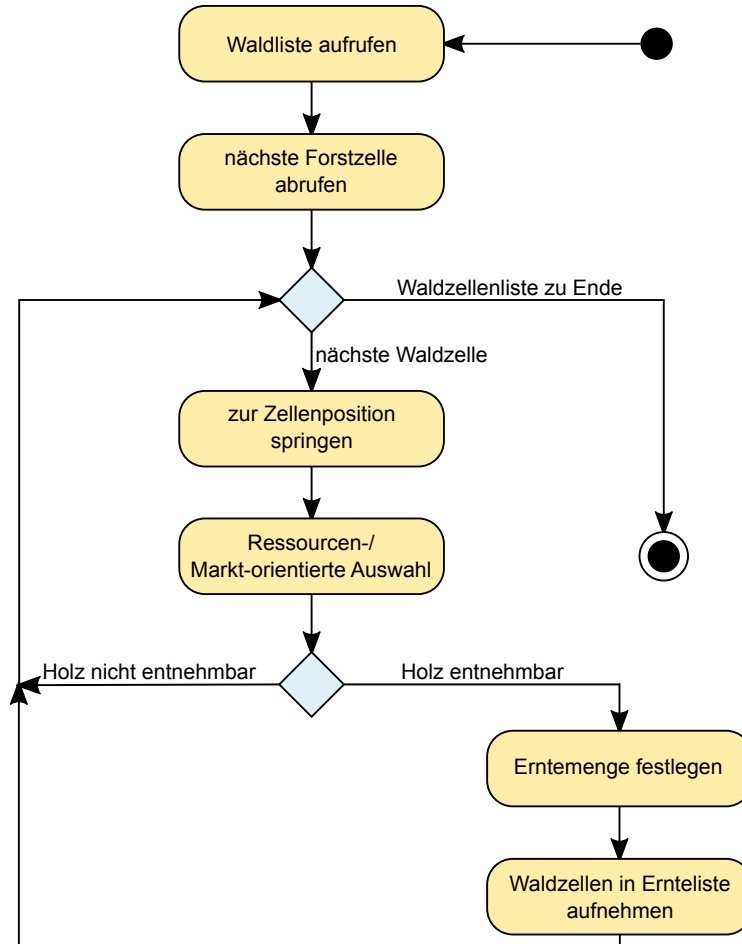 Waldliste aufrufen
nächste Forstzelle
abrufen
Waldzellenliste zu Ende
nächste Waldzelle
zur Zellenposition
springen
Ressourcen-/
Markt-orientierte Auswahl
Holz nicht entnehmbar
Holz entnehmbar
Erntemenge festlegen
Waldzellen in Ernteliste
aufnehmen